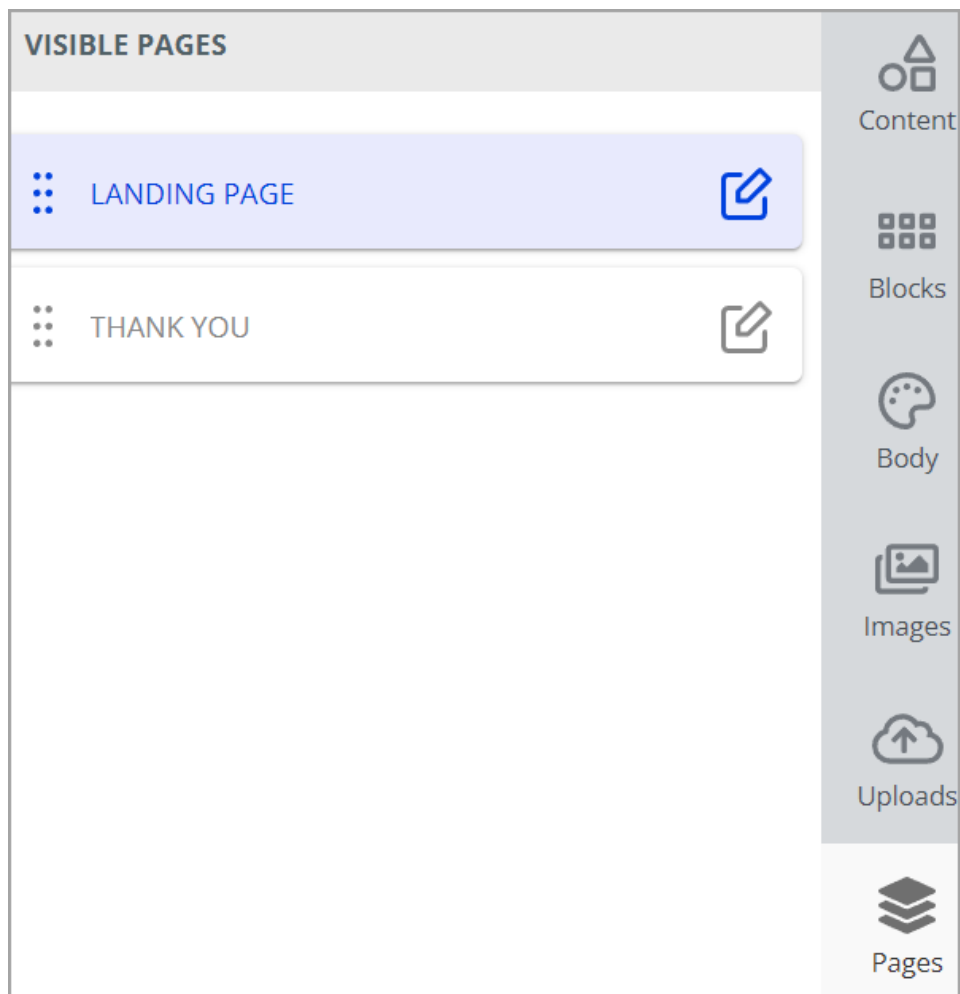 VISIBLE PAGES
LANDING PAGE
THANK YOU
Content
Blocks
Body
Images
Uploads
Pages